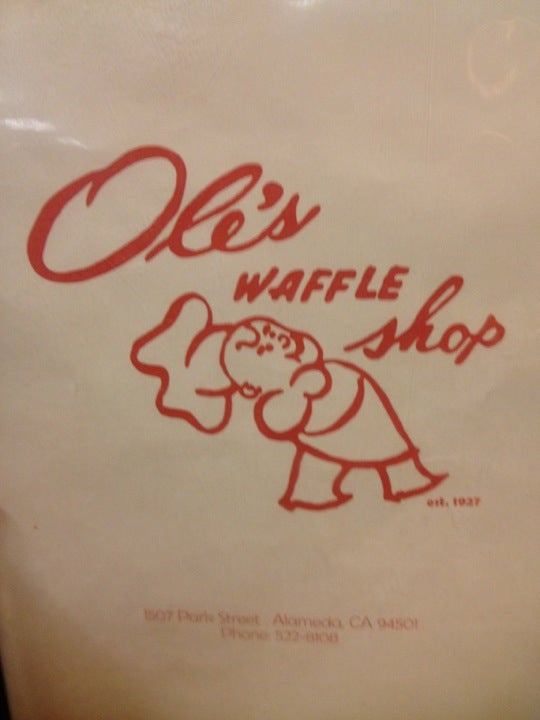 Ole's
WAFFLE
shop
est. 1927
1507 Park Street . Alameda, CA 94501
Phone: 522-8108